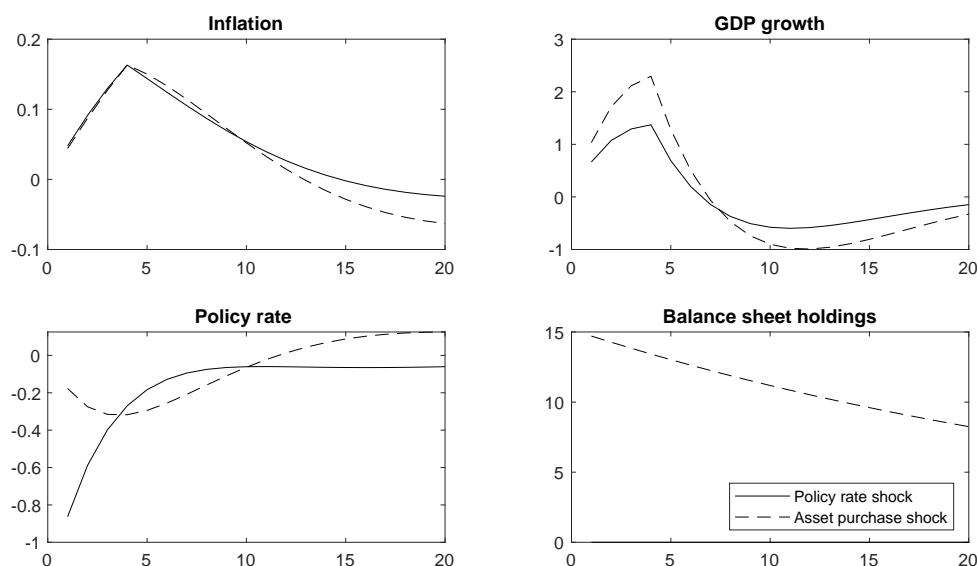 Inflation
0.2
0.1
0
-0.1
0 5 10 15 20
GDP growth
3
2
1
0
-1
0 5 10 15 20
Policy rate
0
-0.2
-0.4
-0.6
-0.8
-1
0 5 10 15 20
Balance sheet holdings
15
10
5
0
Policy rate shock
Asset purchase shock
0 5 10 15 20